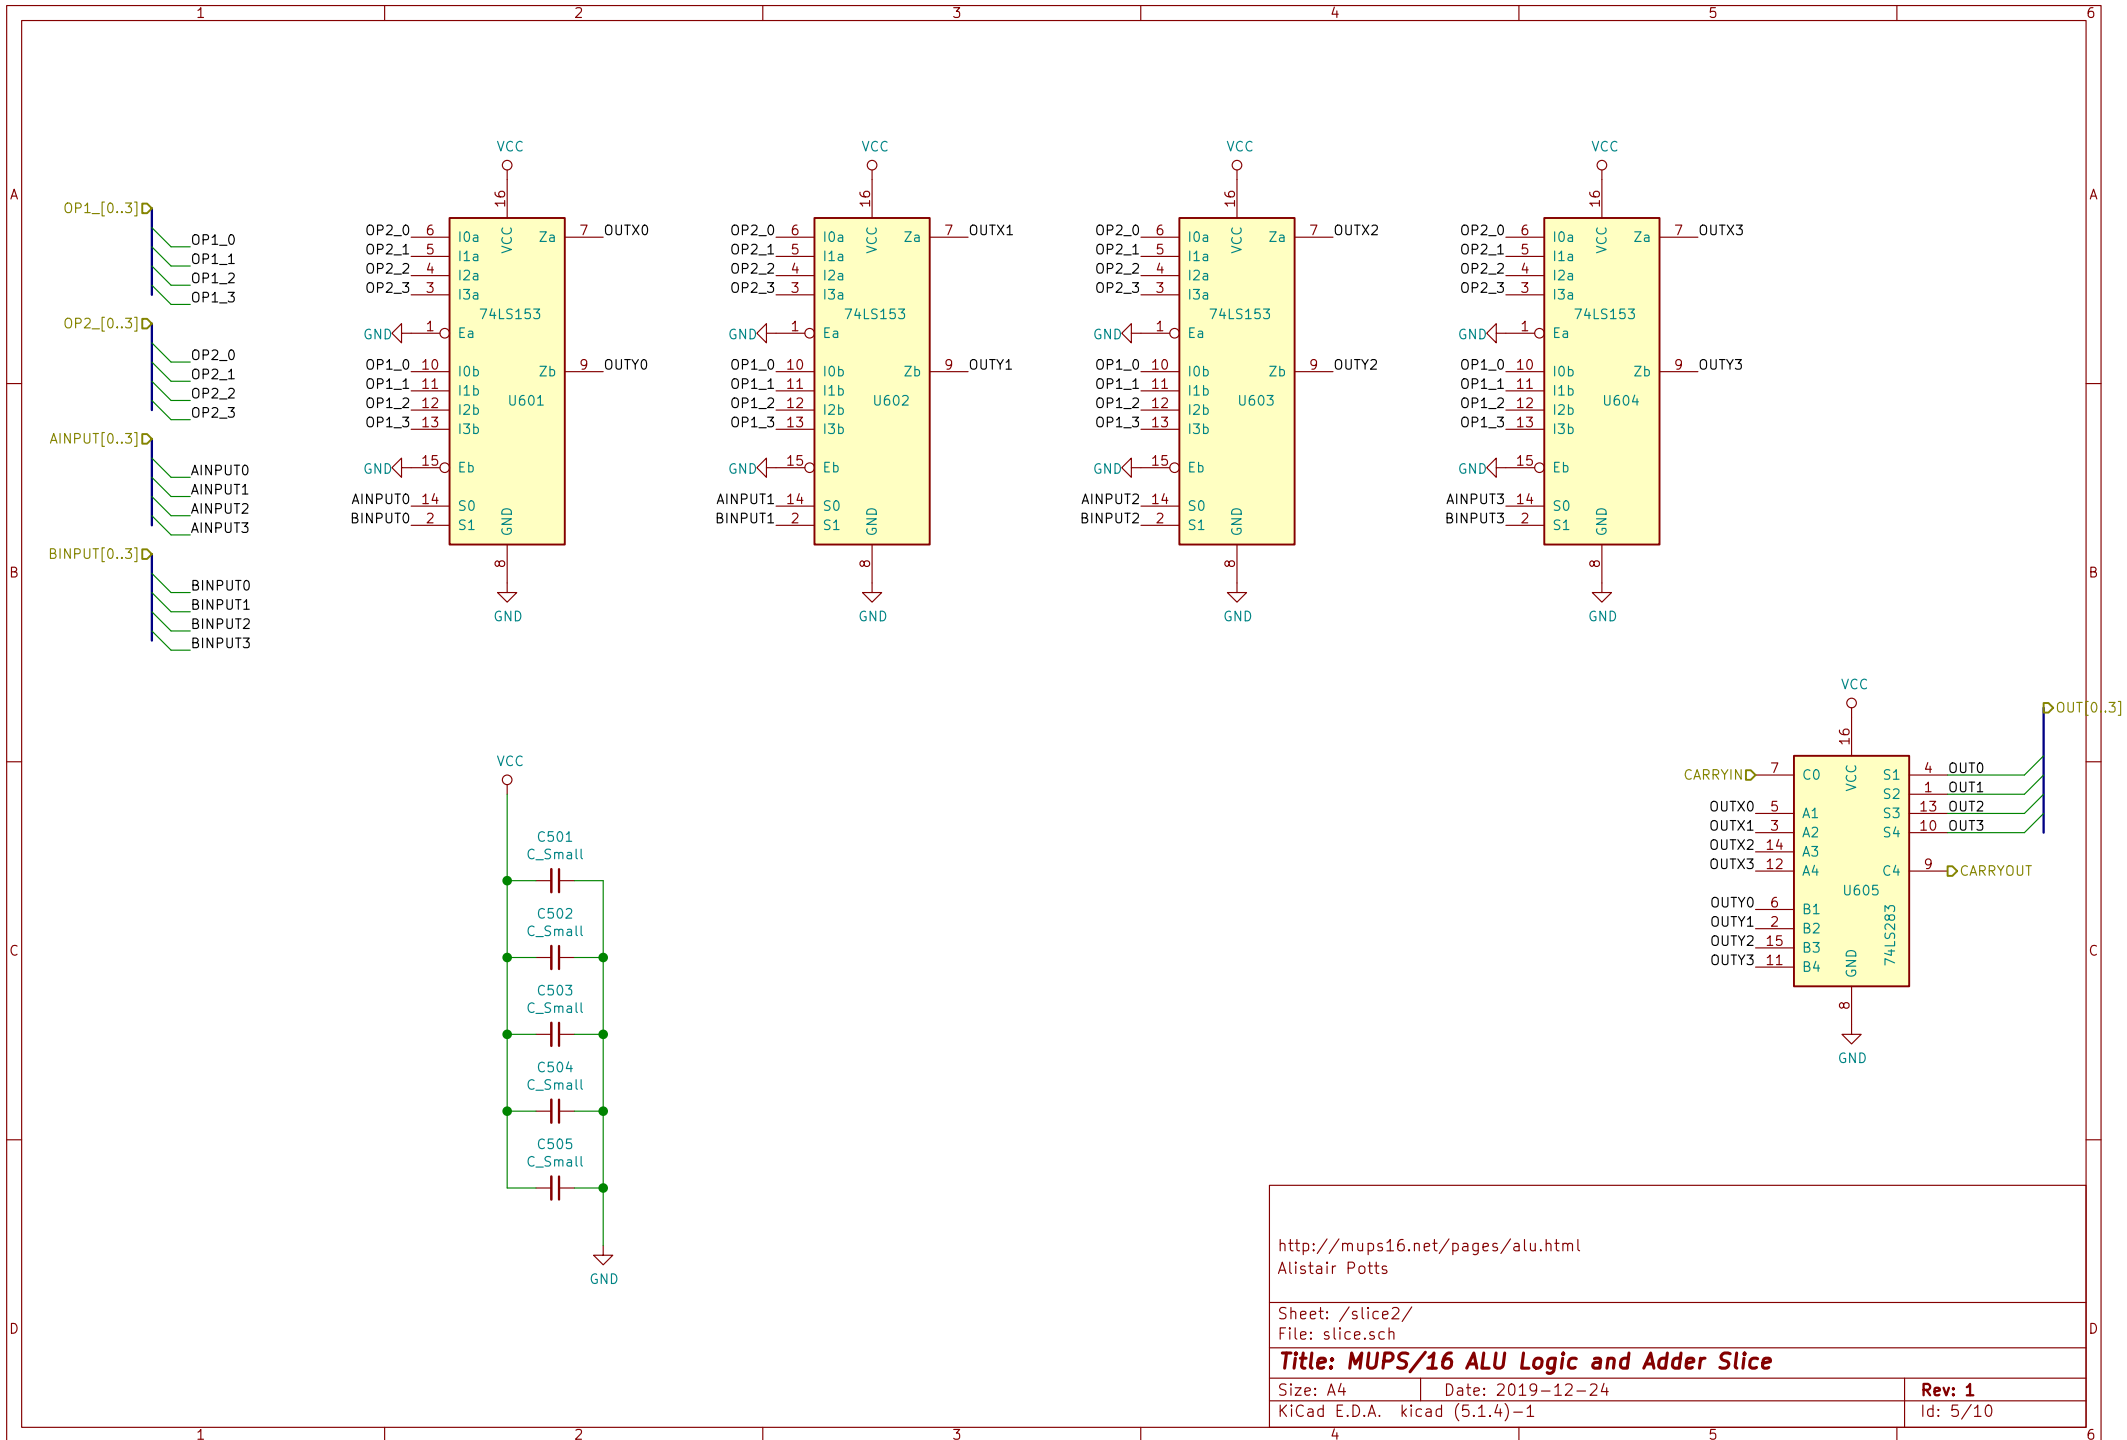 1 2 3 4 5 6
A A
B B
C C
D D
OP1_[0..3]
OP1_0
OP1_1
OP1_2
OP1_3
OP2_[0..3]
OP2_0
OP2_1
OP2_2
OP2_3
AINPUT[0..3]
AINPUT0
AINPUT1
AINPUT2
AINPUT3
BINPUT[0..3]
BINPUT0
BINPUT1
BINPUT2
BINPUT3
VCC
16
OP2_0 6 I0a VCC Za 7 OUTX0
OP2_1 5 I1a
OP2_2 4 I2a
OP2_3 3 I3a
74LS153
GND 1 Ea
OP1_0 10 I0b Zb 9 OUTY0
OP1_1 11 I1b
U601
OP1_2 12 I2b
OP1_3 13 I3b
GND 15 Eb
AINPUT0 14 S0
BINPUT0 2 S1 GND
8
GND
VCC
16
OP2_0 6 I0a VCC Za 7 OUTX1
OP2_1 5 I1a
OP2_2 4 I2a
OP2_3 3 I3a
74LS153
GND 1 Ea
OP1_0 10 I0b Zb 9 OUTY1
OP1_1 11 I1b
U602
OP1_2 12 I2b
OP1_3 13 I3b
GND 15 Eb
AINPUT1 14 S0
BINPUT1 2 S1 GND
8
GND
VCC
16
OP2_0 6 I0a VCC Za 7 OUTX2
OP2_1 5 I1a
OP2_2 4 I2a
OP2_3 3 I3a
74LS153
GND 1 Ea
OP1_0 10 I0b Zb 9 OUTY2
OP1_1 11 I1b
U603
OP1_2 12 I2b
OP1_3 13 I3b
GND 15 Eb
AINPUT2 14 S0
BINPUT2 2 S1 GND
8
GND
VCC
16
OP2_0 6 I0a VCC Za 7 OUTX3
OP2_1 5 I1a
OP2_2 4 I2a
OP2_3 3 I3a
74LS153
GND 1 Ea
OP1_0 10 I0b Zb 9 OUTY3
OP1_1 11 I1b
U604
OP1_2 12 I2b
OP1_3 13 I3b
GND 15 Eb
AINPUT3 14 S0
BINPUT3 2 S1 GND
8
GND
VCC
C501
C_Small
C502
C_Small
C503
C_Small
C504
C_Small
C505
C_Small
GND
VCC
OUT[0..3]
16
CARRYIN 7 C0 VCC S1 4 OUT0
S2 1 OUT1
OUTX0 5 A1 S3 13 OUT2
OUTX1 3 A2 S4 10 OUT3
OUTX2 14 A3
OUTX3 12 A4 C4 9 CARRYOUT
U605
OUTY0 6 B1
OUTY1 2 B2
OUTY2 15 B3
OUTY3 11 B4
GND 74LS283
8
GND
http://mups16.net/pages/alu.html
Alistair Potts
Sheet: /slice2/
File: slice.sch
Title: MUPS/16 ALU Logic and Adder Slice
Size: A4 Date: 2019-12-24 Rev: 1
KiCad E.D.A. kicad (5.1.4)-1 Id: 5/10
1 2 3 4 5 6